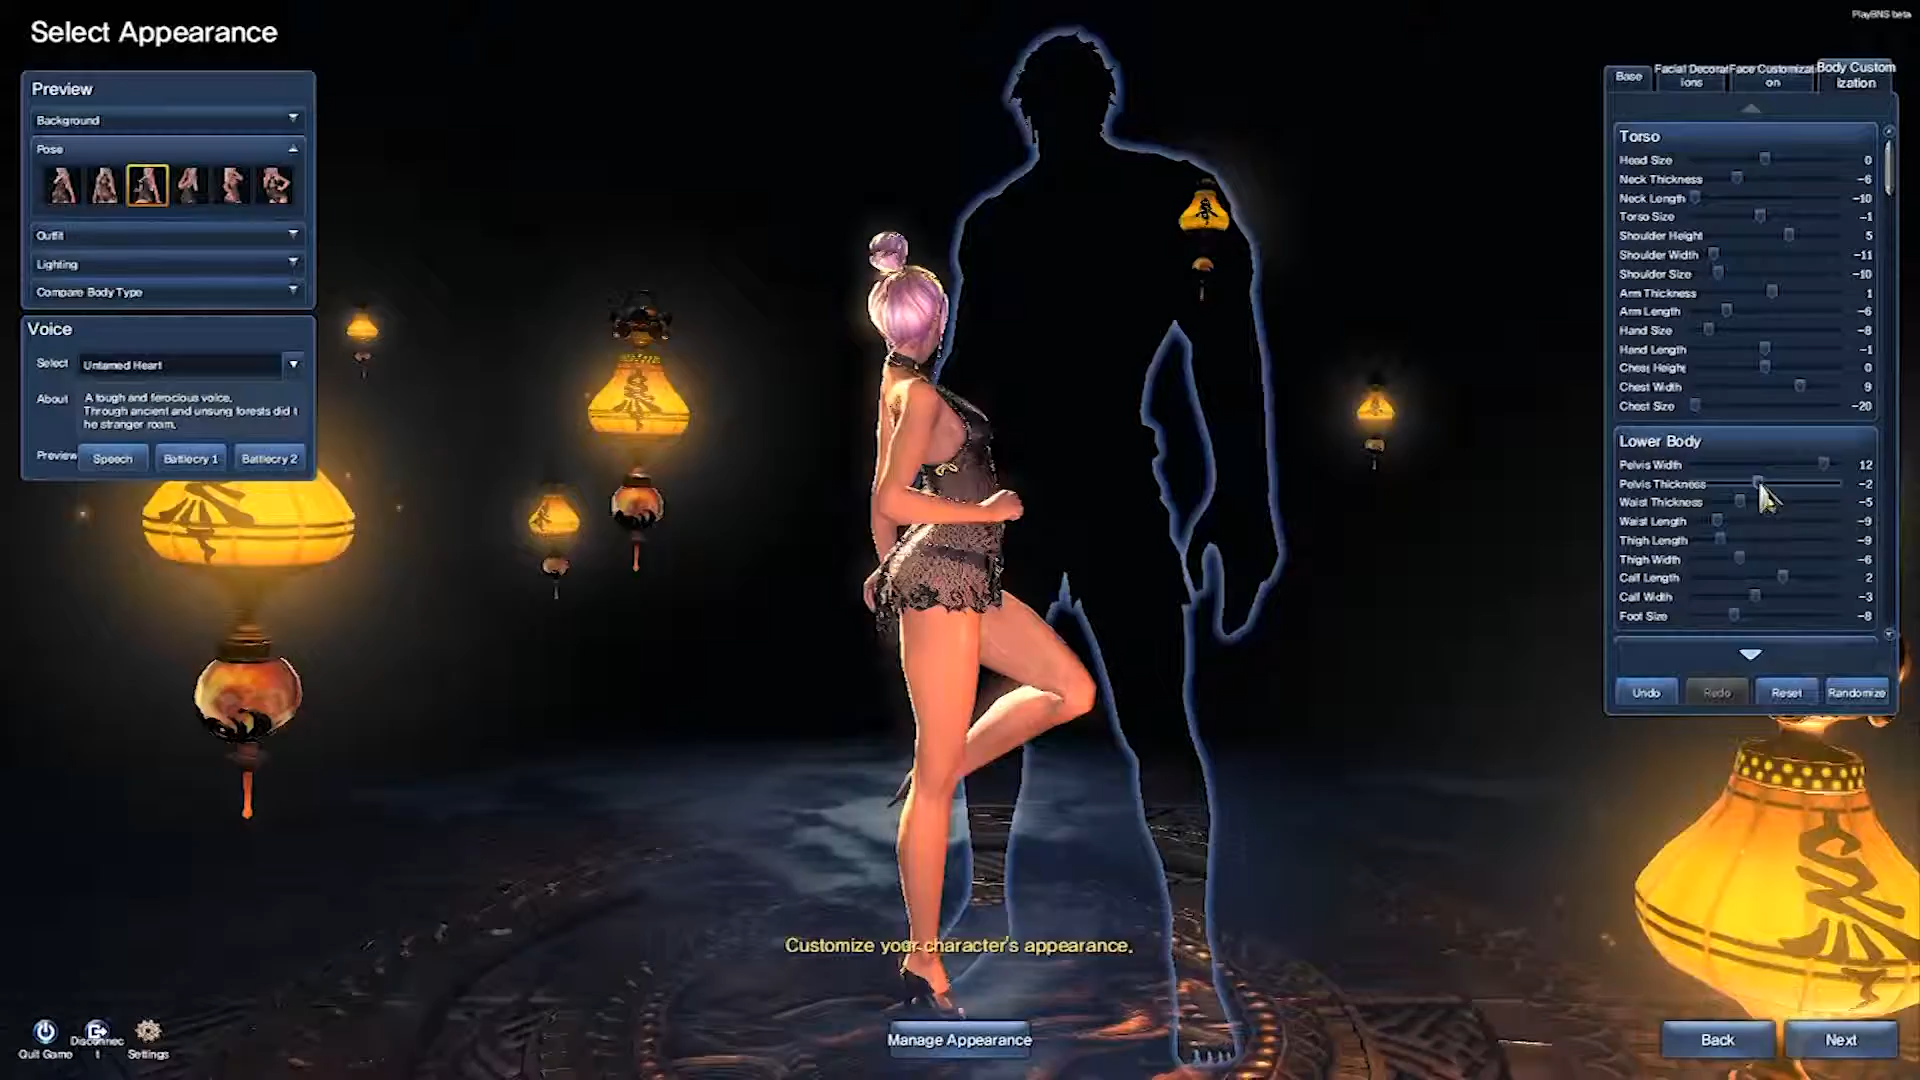 Select Appearance
PlayBNS beta
Preview
Background
Pose
Outfit
Lighting
Compare Body Type
Voice
Select Untamed Heart
About A tough and ferocious voice.
Through ancient and unsung forests did t
he stranger roam.
Preview Speech Battlecry 1 Battlecry 2
Base
Facial Decorat
ions
Face Customizati
on
Body Custom
ization
Torso
Head Size 0
Neck Thickness -6
Neck Length -10
Torso Size -1
Shoulder Height 5
Shoulder Width -11
Shoulder Size -10
Arm Thickness 1
Arm Length -6
Hand Size -8
Hand Length -1
Chest Height 0
Chest Width 9
Chest Size -20
Lower Body
Pelvis Width 12
Pelvis Thickness -2
Waist Thickness -5
Waist Length -9
Thigh Length -9
Thigh Width -6
Calf Length 2
Calf Width -3
Foot Size -8
Undo Redo Reset Randomize
Customize your character's appearance.
Quit Game
Disconnec
t
Settings
Manage Appearance
Back Next